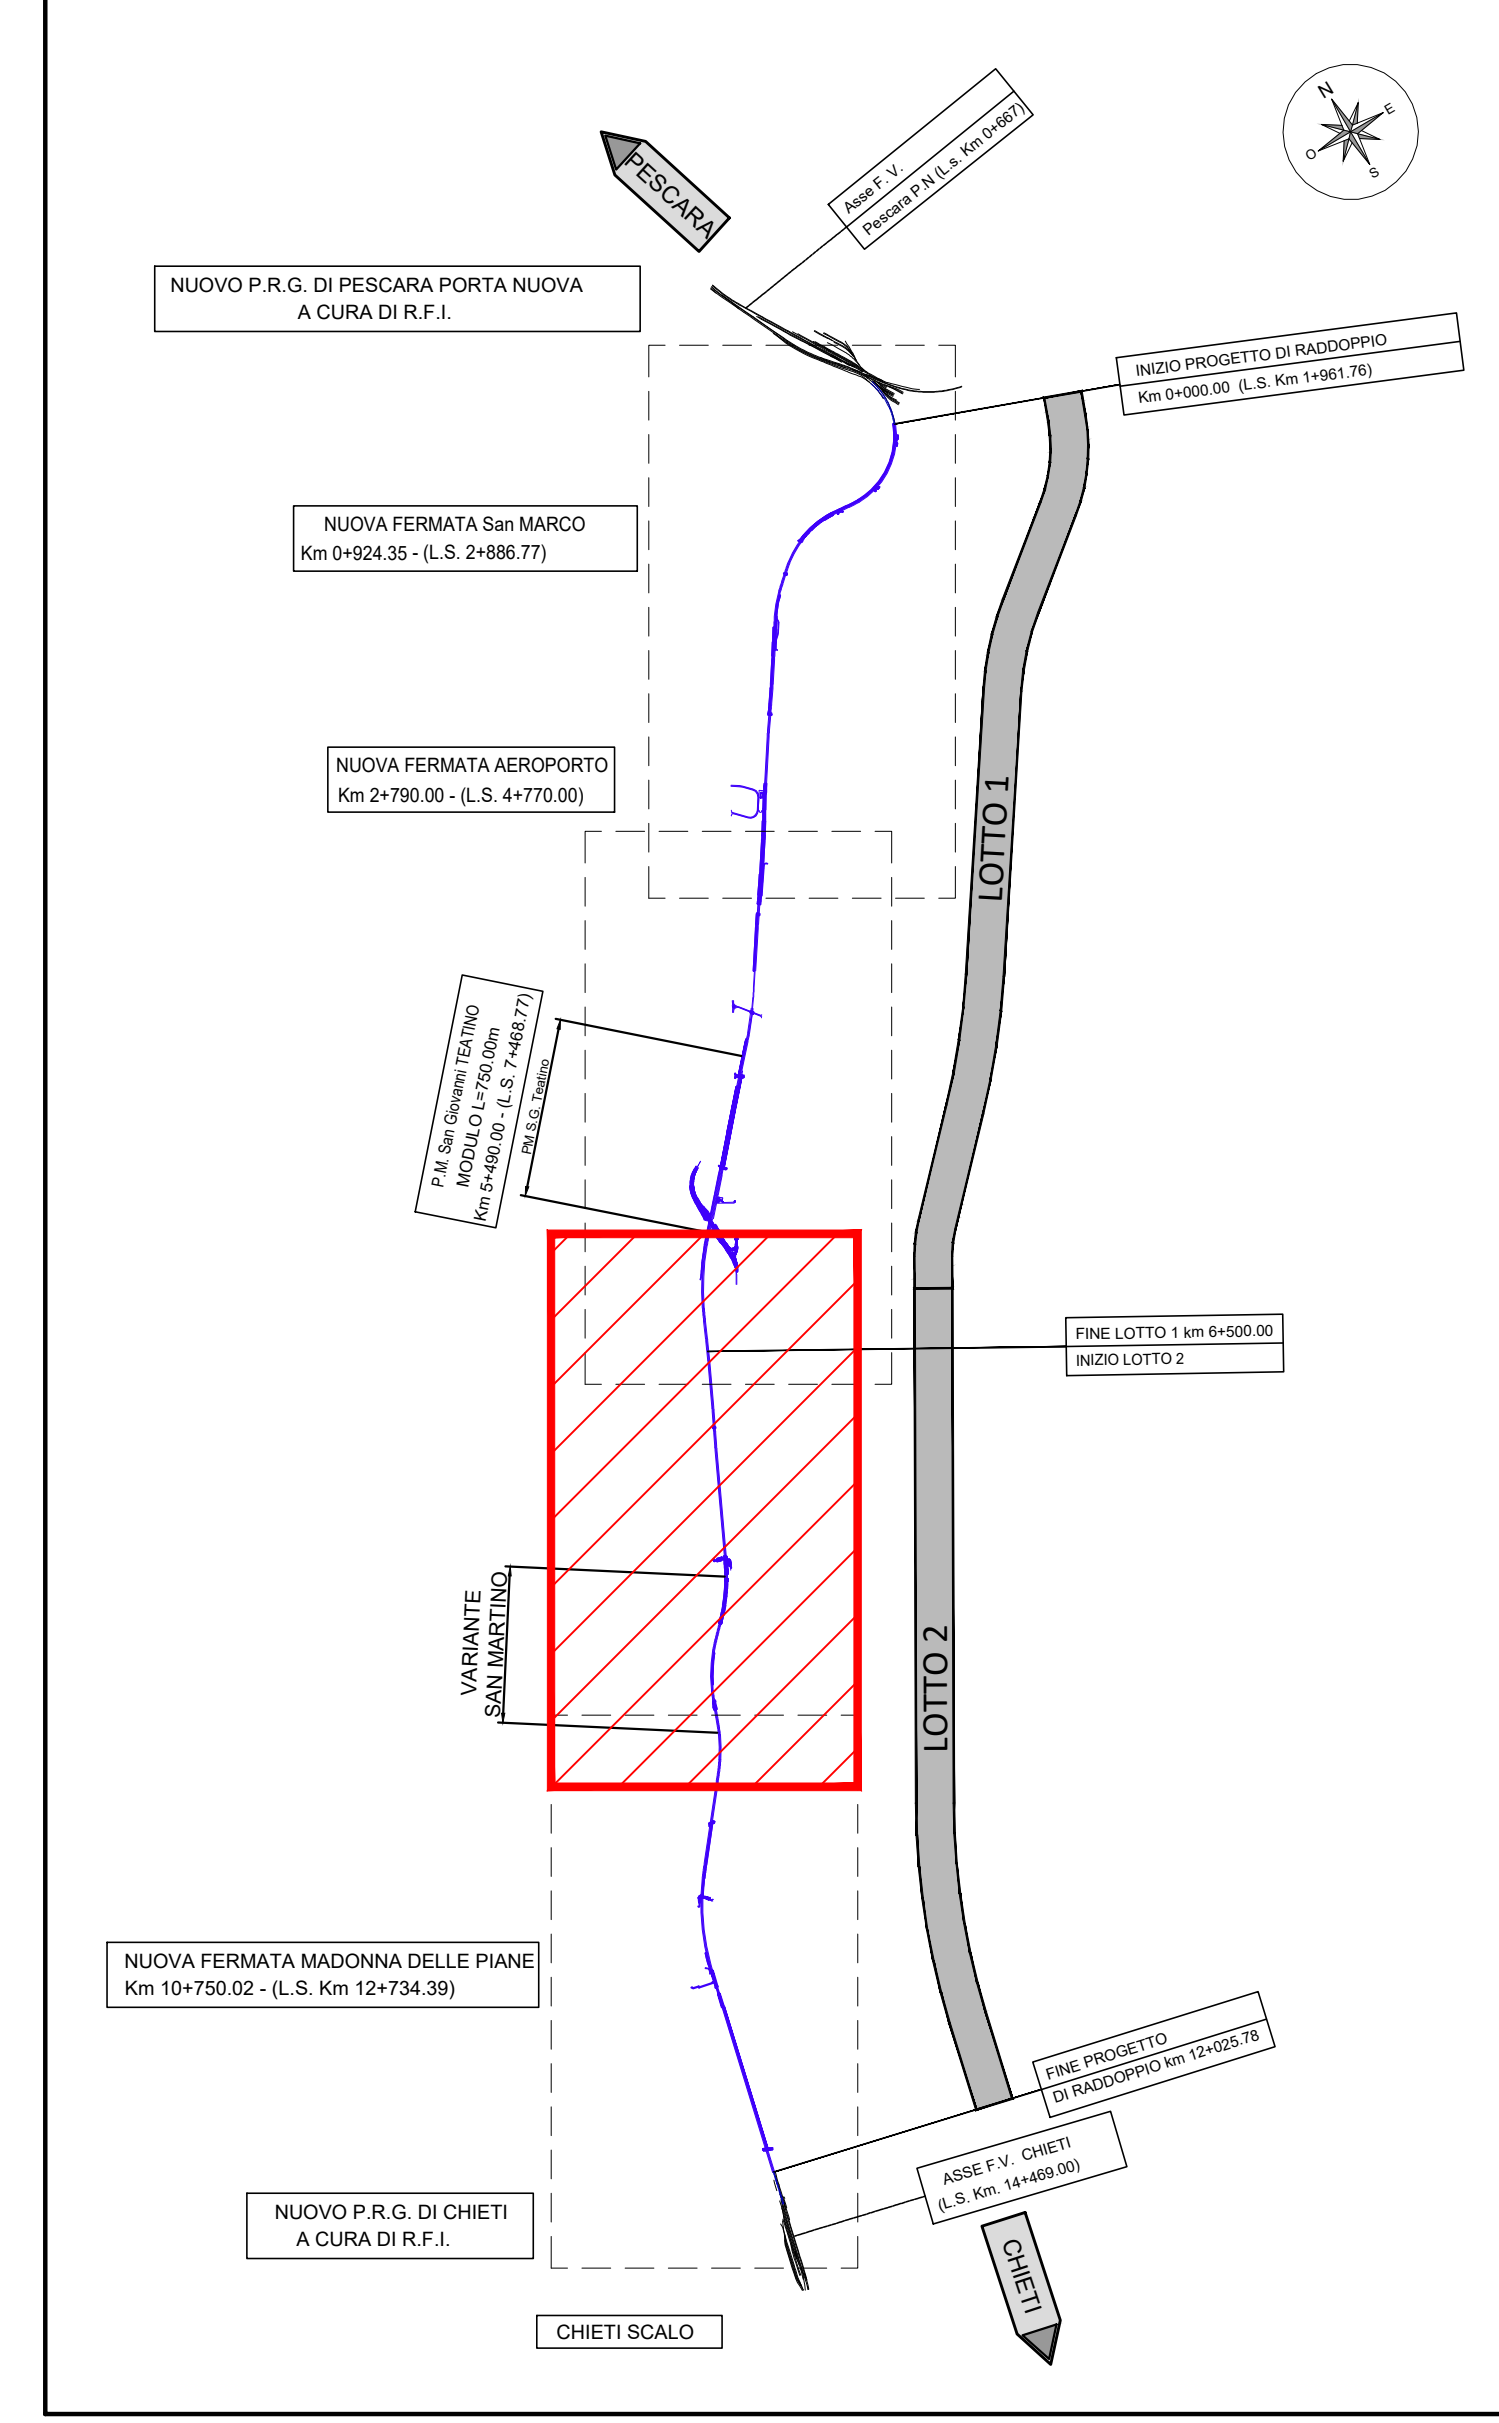 N
E
O
S
Asse F. V.
Pescara P.N (L.s. Km 0+667)
PESCARA
NUOVO P.R.G. DI PESCARA PORTA NUOVA
A CURA DI R.F.I.
INIZIO PROGETTO DI RADDOPPIO
Km 0+000.00 (L.S. Km 1+961.76)
NUOVA FERMATA San MARCO
Km 0+924.35 - (L.S. 2+886.77)
NUOVA FERMATA AEROPORTO
Km 2+790.00 - (L.S. 4+770.00)
LOTTO 1
P.M. San Giovanni TEATINO
MODULO L=750.00m
Km 5+490.00 - (L.S. 7+468.77)
PM S.G. Teatino
FINE LOTTO 1 km 6+500.00
INIZIO LOTTO 2
VARIANTE
SAN MARTINO
LOTTO 2
NUOVA FERMATA MADONNA DELLE PIANE
Km 10+750.02 - (L.S. Km 12+734.39)
FINE PROGETTO
DI RADDOPPIO km 12+025.78
ASSE F.V. CHIETI
(L.S. Km. 14+469.00)
NUOVO P.R.G. DI CHIETI
A CURA DI R.F.I.
CHIETI
CHIETI SCALO